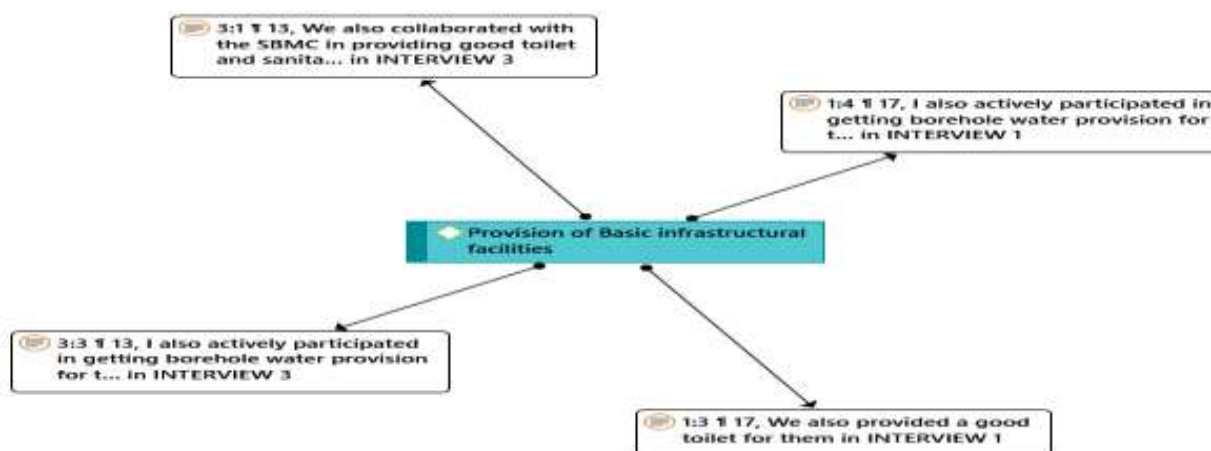 3:1 ¶ 13, We also collaborated with
the SBMC in providing good toilet
and sanita... in INTERVIEW 3
1:4 ¶ 17, I also actively participated in
getting borehole water provision for
t... in INTERVIEW 1
Provision of Basic infrastructural
facilities
3:3 ¶ 13, I also actively participated
in getting borehole water provision
for t... in INTERVIEW 3
1:3 ¶ 17, We also provided a good
toilet for them in INTERVIEW 1